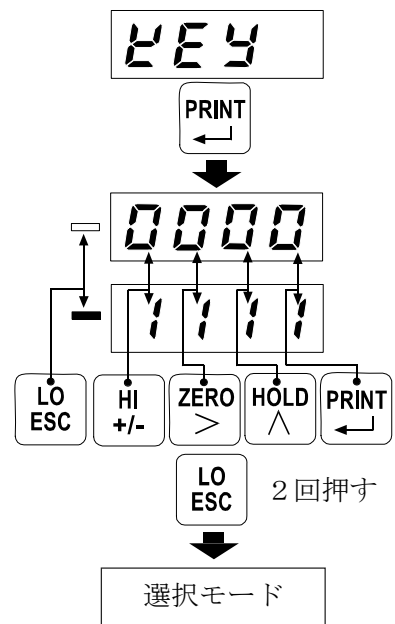 KEY
PRINT
0000
1111
LO HI ZERO HOLD PRINT
ESC +/- > ∧
LO
ESC
2回押す
選択モード